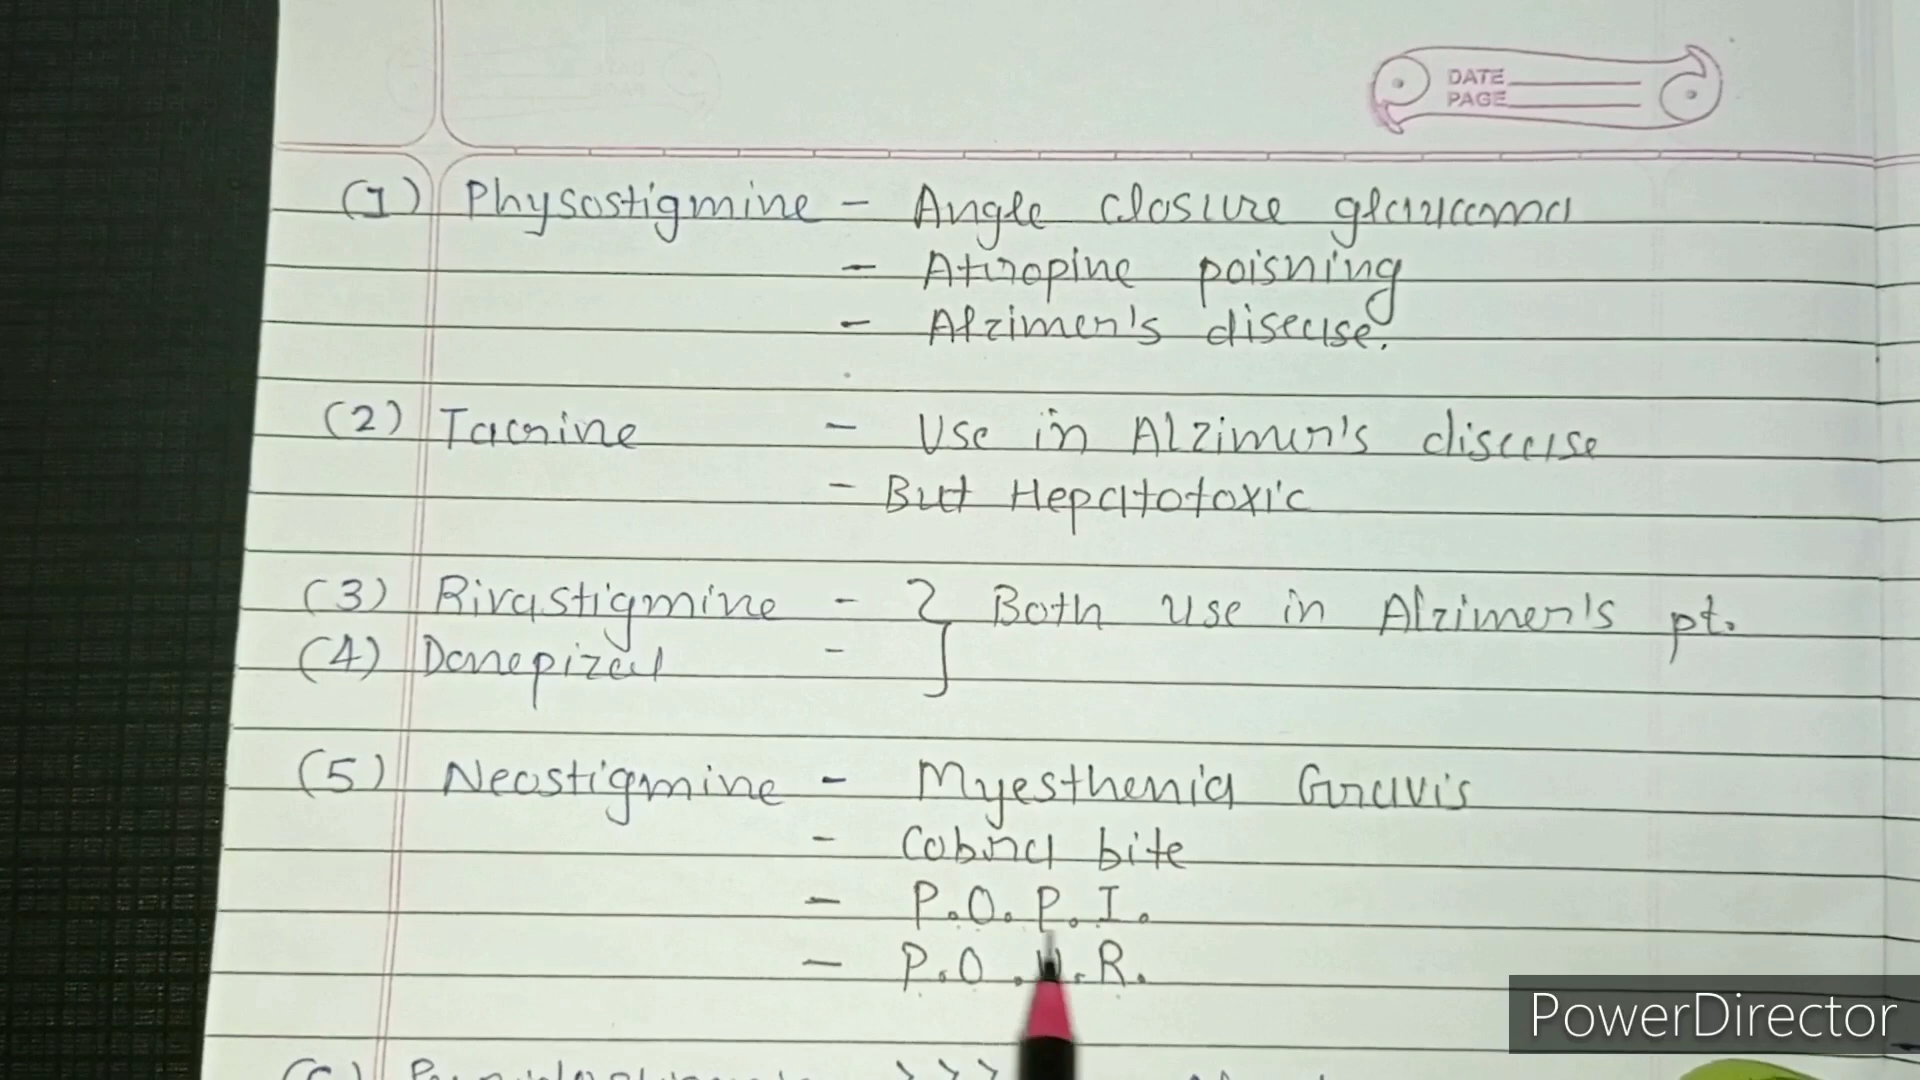 DATE
PAGE
(1) Physostigmine - Angle closure glaucoma
- Atropine poisning
- Alzimer's disease.
(2) Tacrine - Use in Alzimer's disease
- But Hepatotoxic
(3) Rivastigmine - } Both use in Alzimer's pt.
(4) Donepizal -
(5) Neostigmine - Myesthenia Gravis
- Cobra bite
- P.O.P.I.
- P.O.U.R.
PowerDirector